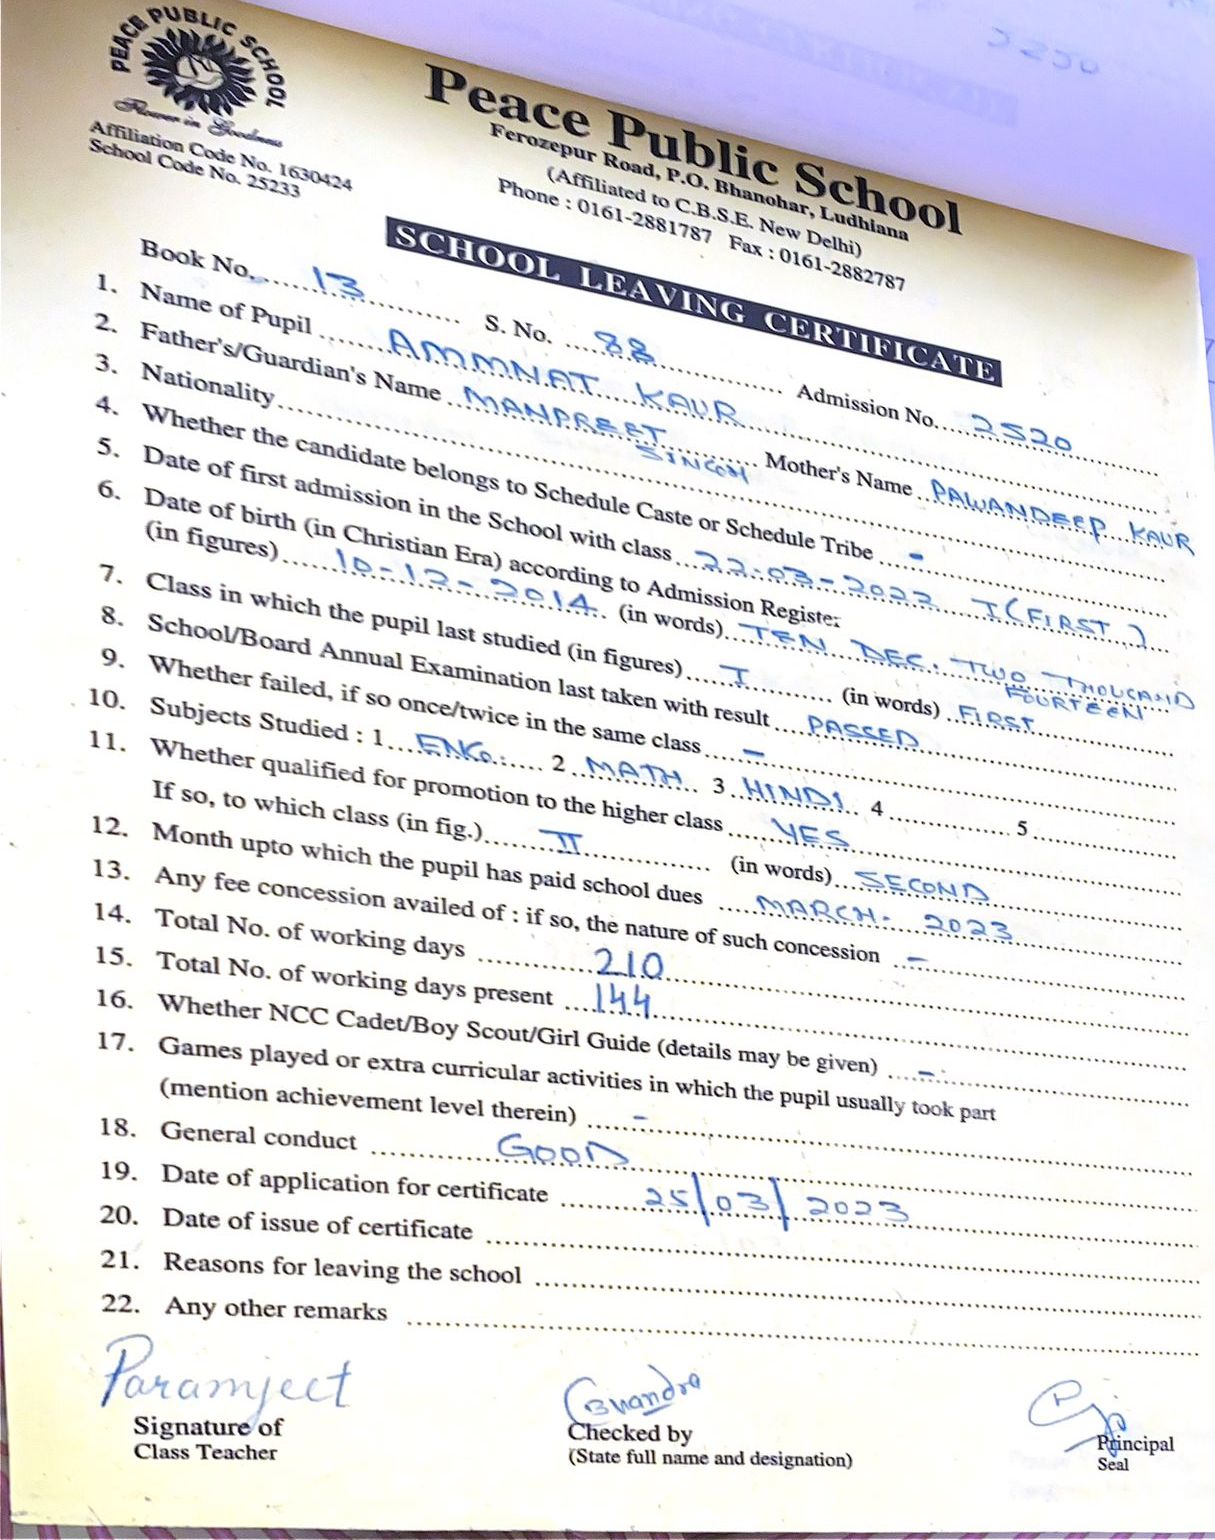 PEACE PUBLIC SCHOOL
Flower in Goodness
Affiliation Code No. 1630424
School Code No. 25233
Peace Public School
Ferozepur Road, P.O. Bhanohar, Ludhiana
(Affiliated to C.B.S.E. New Delhi)
Phone : 0161-2881787 Fax : 0161-2882787
SCHOOL LEAVING CERTIFICATE
Book No. 13 S. No. 88 Admission No. 2520
1. Name of Pupil AMMNAT KAUR
2. Father's/Guardian's Name MANPREET SINGH Mother's Name PAWANDEEP KAUR
3. Nationality
4. Whether the candidate belongs to Schedule Caste or Schedule Tribe -
5. Date of first admission in the School with class 22-03-2022 I (FIRST)
6. Date of birth (in Christian Era) according to Admission Register
(in figures) 10-12-2014 (in words) TEN DEC. TWO THOUSAND FOURTEEN
7. Class in which the pupil last studied (in figures) I (in words) FIRST
8. School/Board Annual Examination last taken with result PASSED
9. Whether failed, if so once/twice in the same class -
10. Subjects Studied : 1 ENG. 2 MATH 3 HINDI 4 5
11. Whether qualified for promotion to the higher class YES
If so, to which class (in fig.) II (in words) SECOND
12. Month upto which the pupil has paid school dues MARCH- 2023
13. Any fee concession availed of : if so, the nature of such concession -
14. Total No. of working days 210
15. Total No. of working days present 144
16. Whether NCC Cadet/Boy Scout/Girl Guide (details may be given) -
17. Games played or extra curricular activities in which the pupil usually took part
(mention achievement level therein) -
18. General conduct GOOD
19. Date of application for certificate 25/03/2023
20. Date of issue of certificate
21. Reasons for leaving the school
22. Any other remarks
Paramjeet
Signature of
Class Teacher
Checked by
(State full name and designation)
Principal
Seal